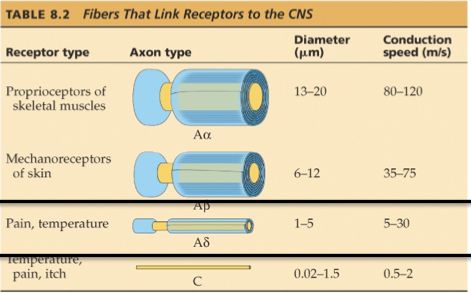 TABLE 8.2 Fibers That Link Receptors to the CNS
Receptor type Axon type Diameter (μm) Conduction speed (m/s)
Proprioceptors of skeletal muscles 13–20 80–120
Aα
Mechanoreceptors of skin 6–12 35–75
Aβ
Pain, temperature 1–5 5–30
Aδ
Temperature, pain, itch 0.02–1.5 0.5–2
C